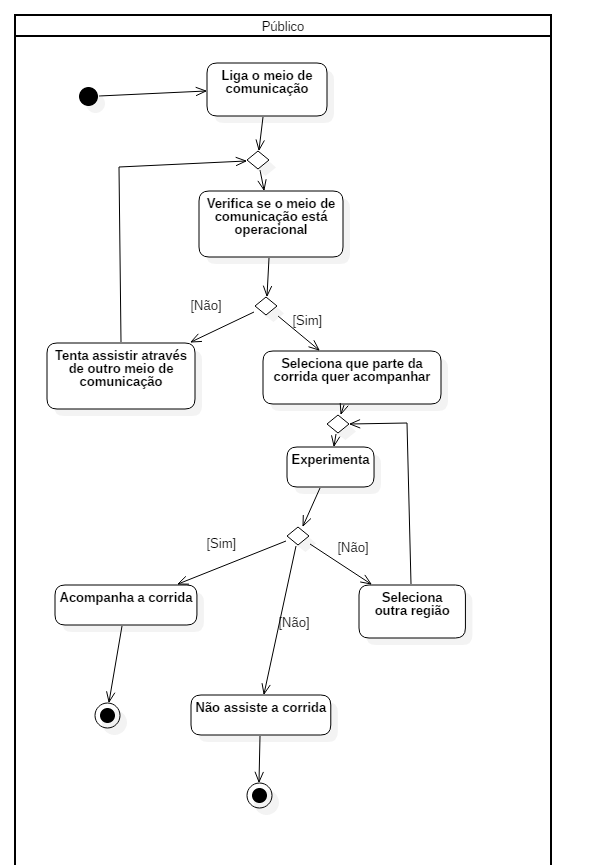 Público
Liga o meio de
comunicação
Verifica se o meio de
comunicação está
operacional
[Não]
[Sim]
Tenta assistir através
de outro meio de
comunicação
Seleciona que parte da
corrida quer acompanhar
Experimenta
[Sim]
[Não]
Acompanha a corrida
Seleciona
outra região
[Não]
Não assiste a corrida